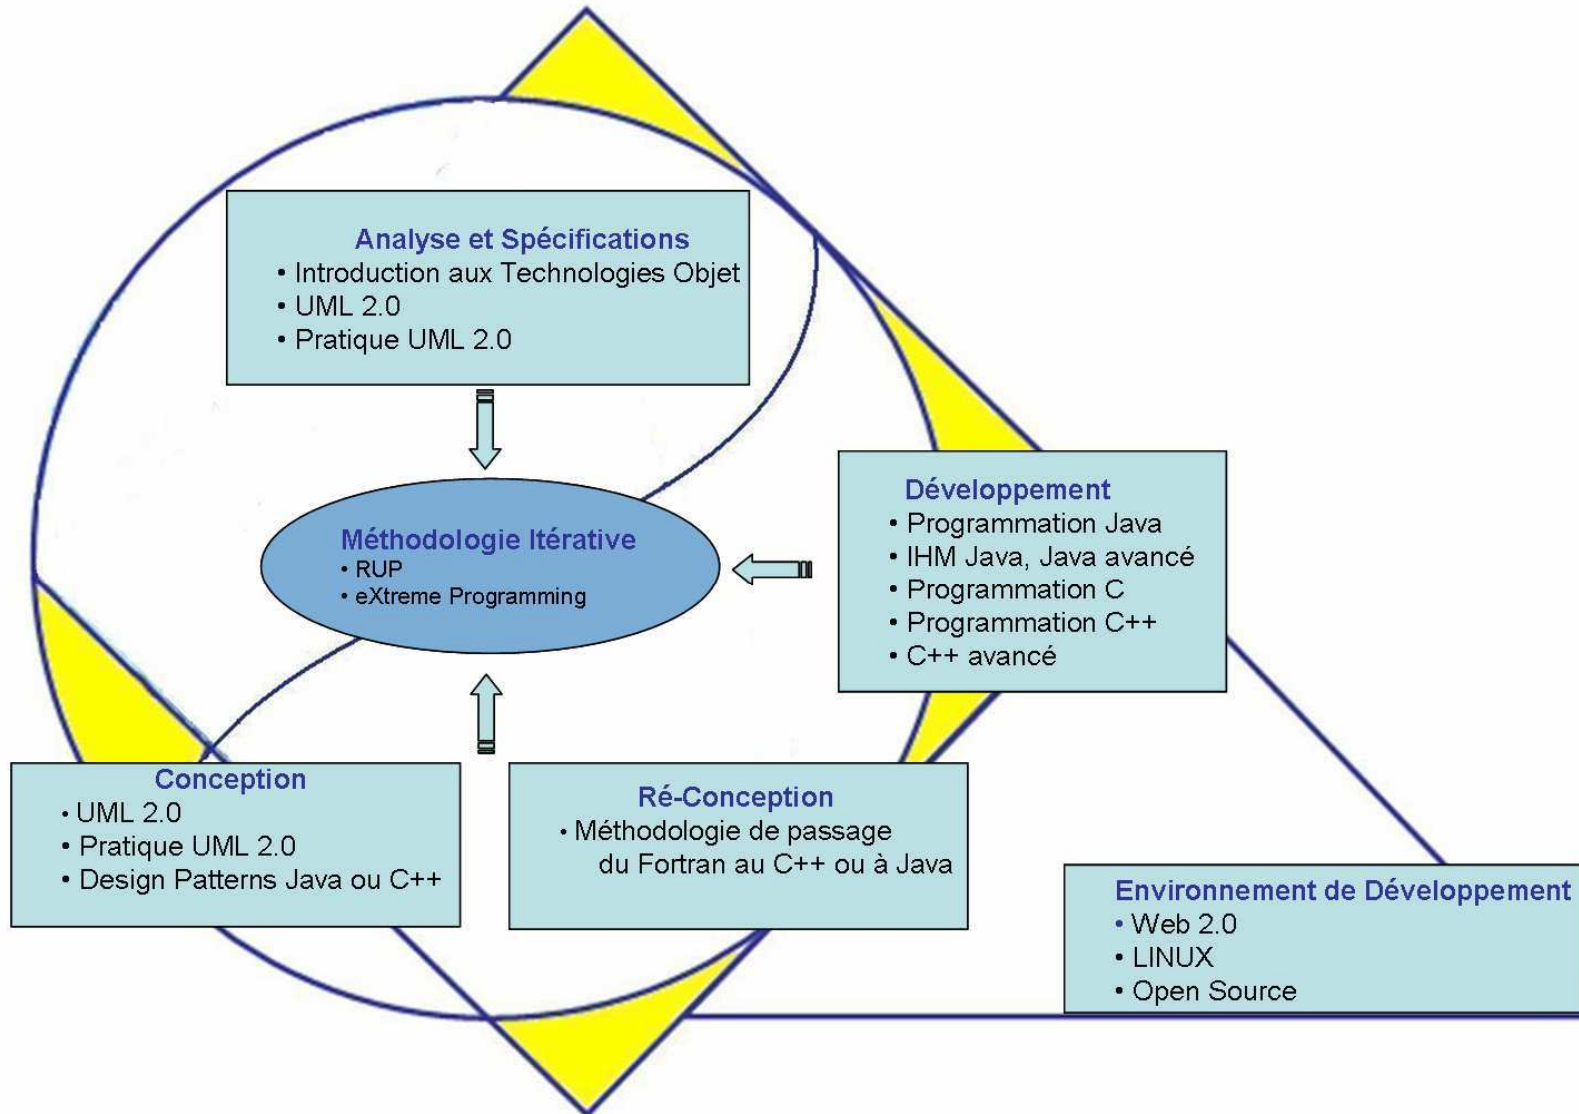 Analyse et Spécifications
• Introduction aux Technologies Objet
• UML 2.0
• Pratique UML 2.0
Méthodologie Itérative
• RUP
• eXtreme Programming
Développement
• Programmation Java
• IHM Java, Java avancé
• Programmation C
• Programmation C++
• C++ avancé
Conception
• UML 2.0
• Pratique UML 2.0
• Design Patterns Java ou C++
Ré-Conception
• Méthodologie de passage
du Fortran au C++ ou à Java
Environnement de Développement
• Web 2.0
• LINUX
• Open Source